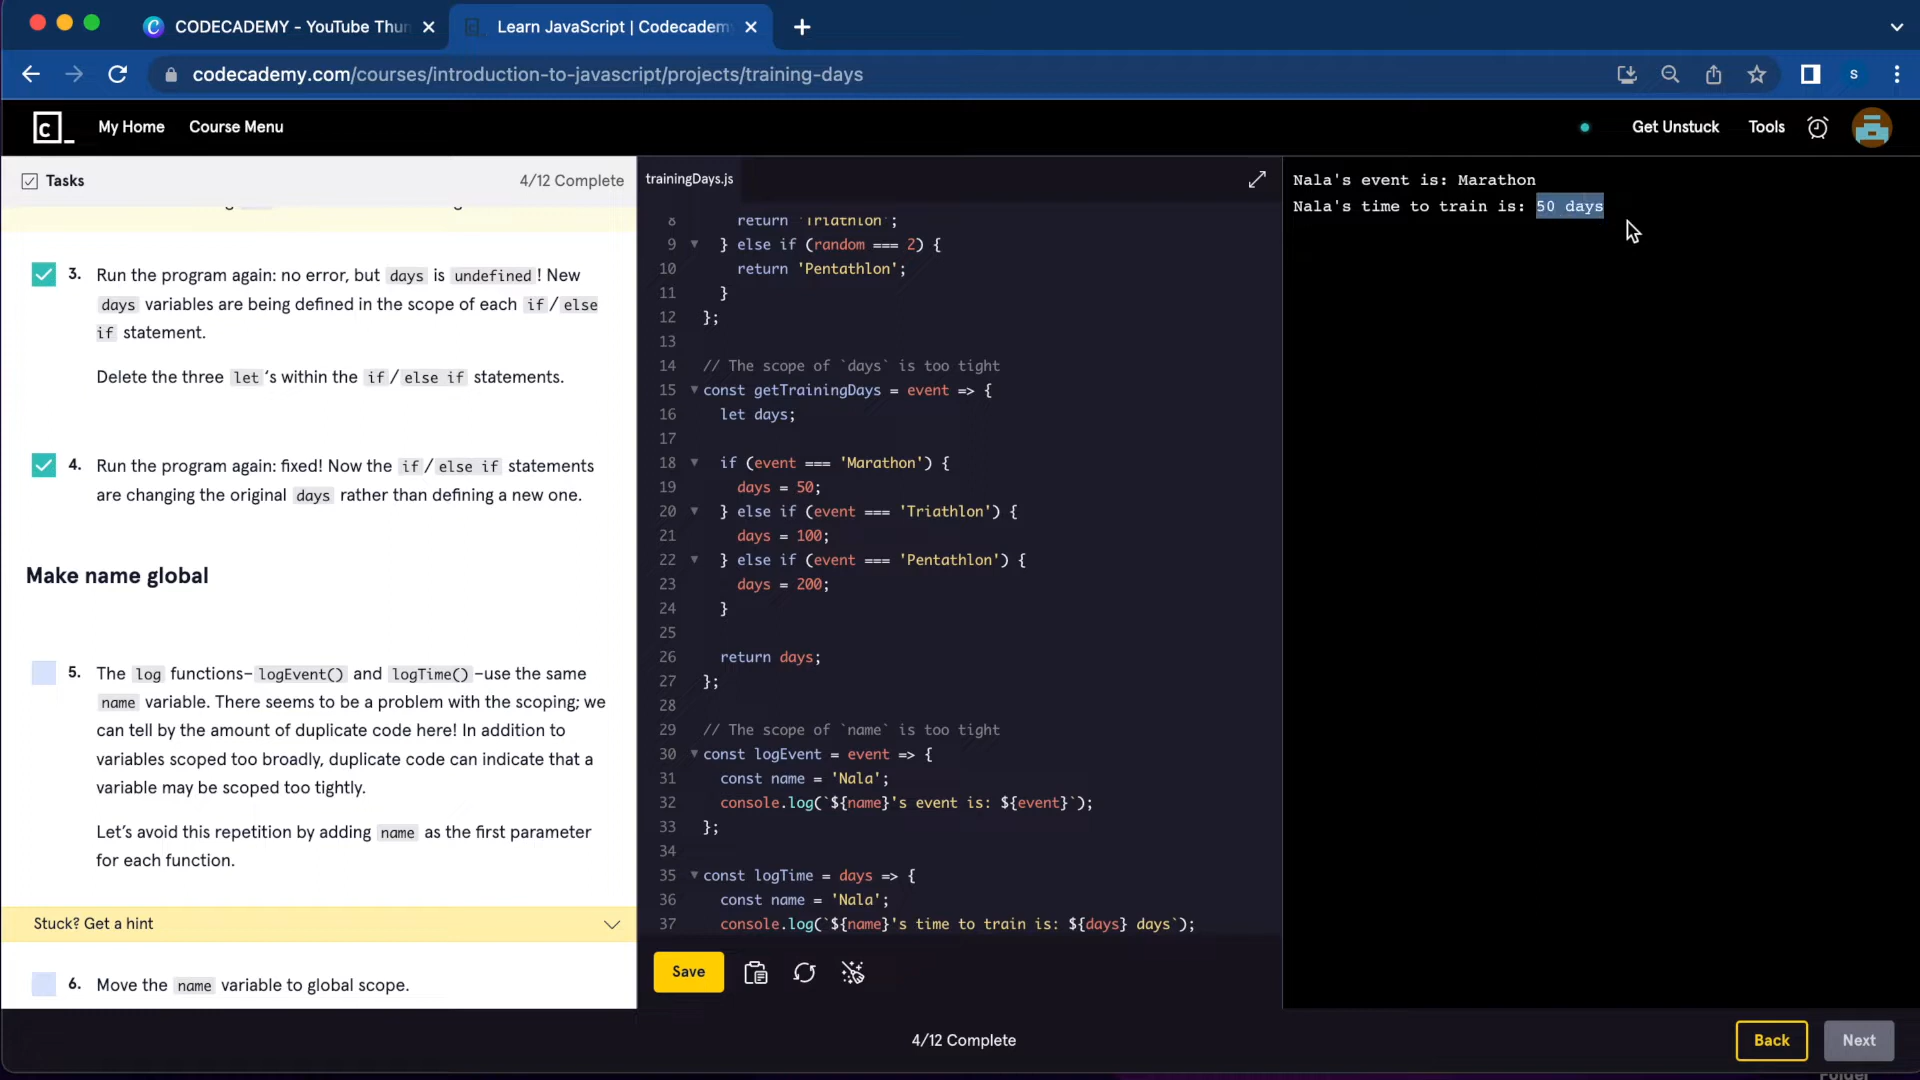 CODECADEMY - YouTube Thun
Learn JavaScript | Codecadem
codecademy.com/courses/introduction-to-javascript/projects/training-days
s
c_
My Home
Course Menu
Get Unstuck
Tools
Tasks
4/12 Complete
3. Run the program again: no error, but days is undefined! New
days variables are being defined in the scope of each if/else
if statement.
Delete the three let's within the if/else if statements.
4. Run the program again: fixed! Now the if/else if statements
are changing the original days rather than defining a new one.
Make name global
5. The log functions–logEvent() and logTime()–use the same
name variable. There seems to be a problem with the scoping; we
can tell by the amount of duplicate code here! In addition to
variables scoped too broadly, duplicate code can indicate that a
variable may be scoped too tightly.
Let's avoid this repetition by adding name as the first parameter
for each function.
Stuck? Get a hint
6. Move the name variable to global scope.
trainingDays.js
8 return 'Triathlon';
9 } else if (random === 2) {
10 return 'Pentathlon';
11 }
12 };
13
14 // The scope of `days` is too tight
15 const getTrainingDays = event => {
16 let days;
17
18 if (event === 'Marathon') {
19 days = 50;
20 } else if (event === 'Triathlon') {
21 days = 100;
22 } else if (event === 'Pentathlon') {
23 days = 200;
24 }
25
26 return days;
27 };
28
29 // The scope of `name` is too tight
30 const logEvent = event => {
31 const name = 'Nala';
32 console.log(`${name}'s event is: ${event}`);
33 };
34
35 const logTime = days => {
36 const name = 'Nala';
37 console.log(`${name}'s time to train is: ${days} days`);
Save
Nala's event is: Marathon
Nala's time to train is: 50 days
4/12 Complete
Back
Next
Folder